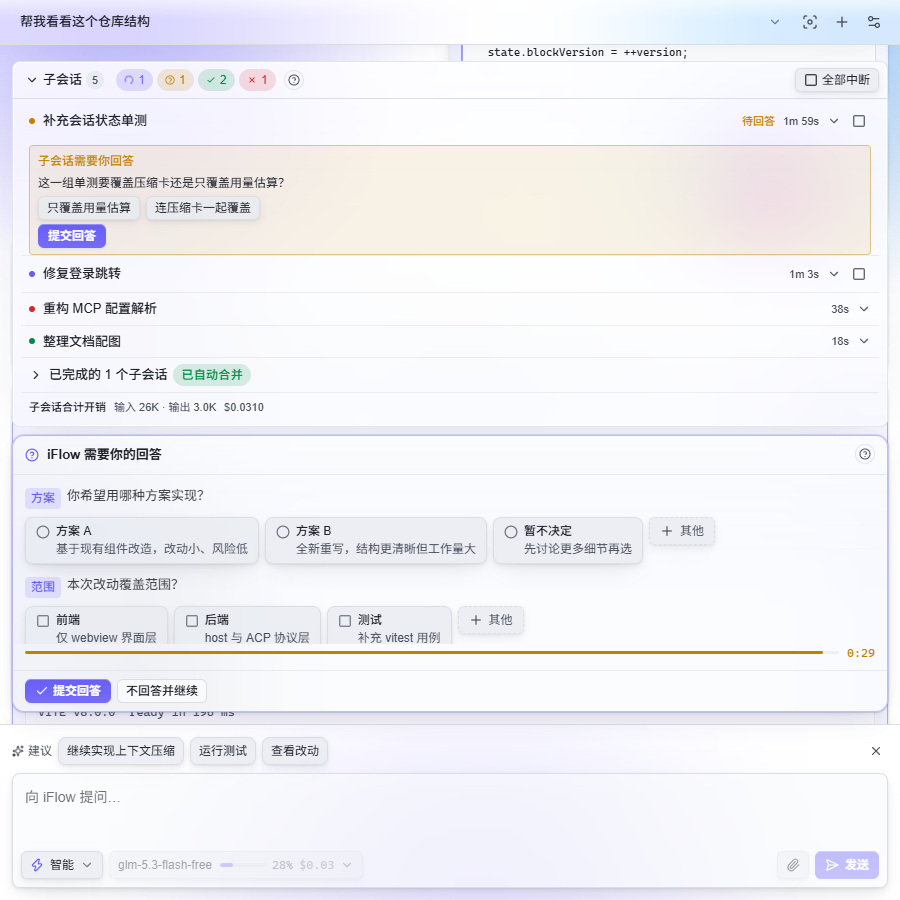 帮我看看这个仓库结构
state.blockVersion = ++version;
子会话 5 1 1 2 1 全部中断
补充会话状态单测 待回答 1m 59s
子会话需要你回答
这一组单测要覆盖压缩卡还是只覆盖用量估算？
只覆盖用量估算 连压缩卡一起覆盖
提交回答
修复登录跳转 1m 3s
重构 MCP 配置解析 38s
整理文档配图 18s
已完成的 1 个子会话 已自动合并
子会话合计开销 输入 26K · 输出 3.0K $0.0310
iFlow 需要你的回答
方案 你希望用哪种方案实现？
方案 A 方案 B 暂不决定 其他
基于现有组件改造，改动小、风险低 全新重写，结构更清晰但工作量大 先讨论更多细节再选
范围 本次改动覆盖范围？
前端 后端 测试 其他
仅 webview 界面层 host 与 ACP 协议层 补充 vitest 用例
0:29
提交回答 不回答并继续
VITE v8.0.0 ready in 198 ms
建议 继续实现上下文压缩 运行测试 查看改动
向 iFlow 提问…
智能 glm-5.3-flash-free 28% $0.03 发送